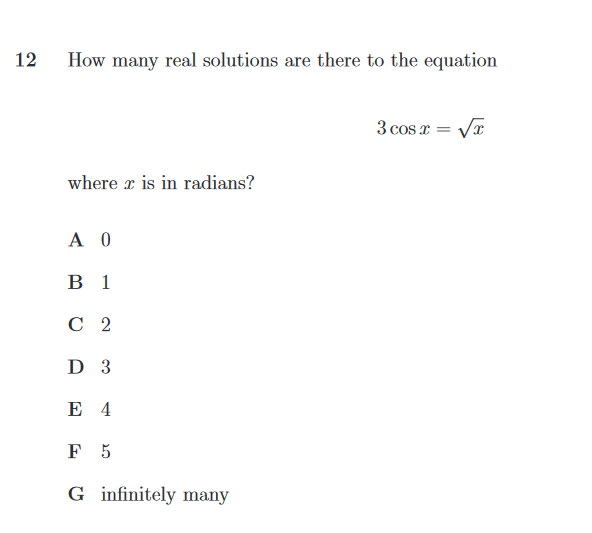 12 How many real solutions are there to the equation
3 cos x = √x
where x is in radians?
A 0
B 1
C 2
D 3
E 4
F 5
G infinitely many